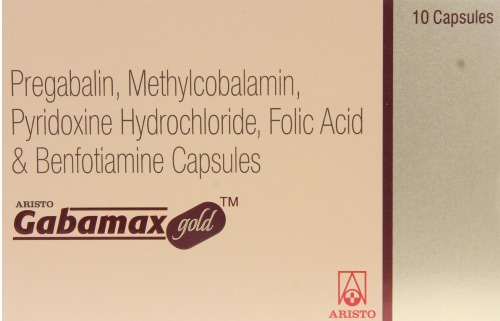 10 Capsules
Pregabalin, Methylcobalamin,
Pyridoxine Hydrochloride, Folic Acid
& Benfotiamine Capsules
ARISTO
Gabamax gold™
ARISTO